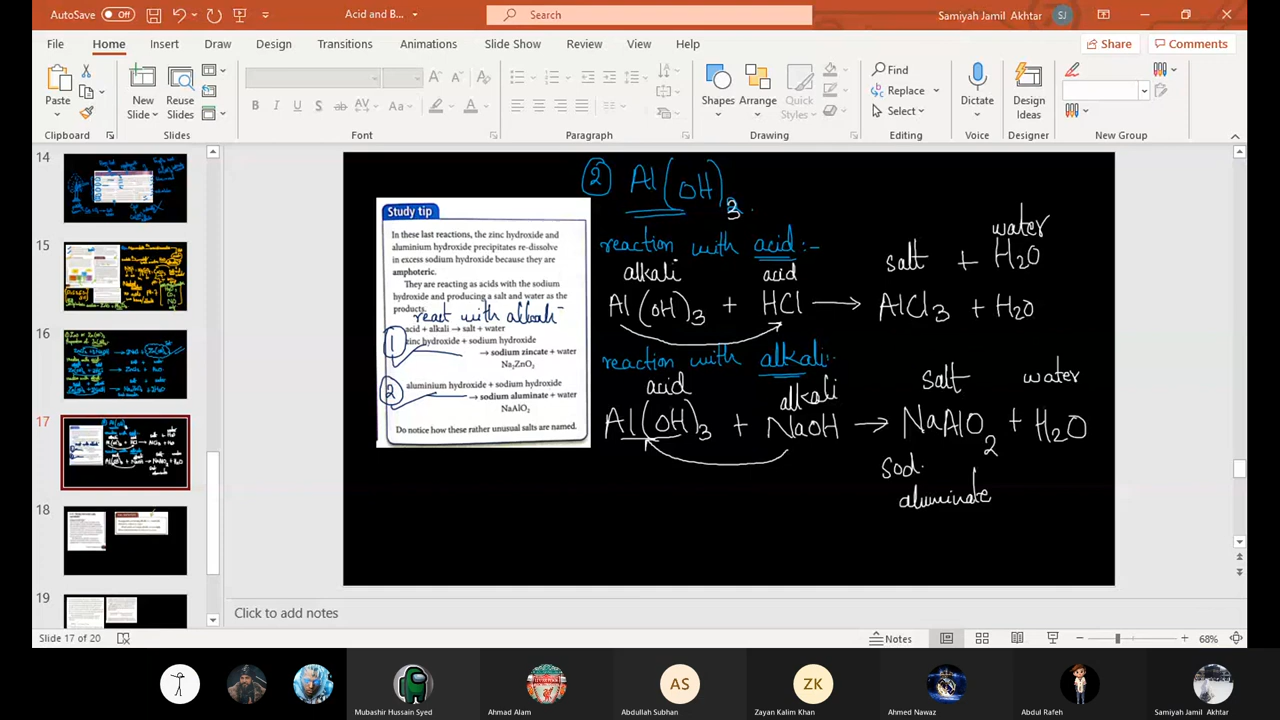 AutoSave Off
Acid and B...
Search
Samiyah Jamil Akhtar SJ
File Home Insert Draw Design Transitions Animations Slide Show Review View Help
Share Comments
Paste
New Slide
Reuse Slides
Shapes Arrange Quick Styles
Find
Replace
Select
Dictate
Design Ideas
Clipboard Slides Font Paragraph Drawing Editing Voice Designer New Group
14
15
16
17
18
19
② Al(OH)3
Study tip
In these last reactions, the zinc hydroxide and
aluminium hydroxide precipitates re-dissolve
in excess sodium hydroxide because they are
amphoteric.
They are reacting as acids with the sodium
hydroxide and producing a salt and water as the
products.
react with alkali
acid + alkali → salt + water
1 zinc hydroxide + sodium hydroxide
→ sodium zincate + water
Na2ZnO2
2 aluminium hydroxide + sodium hydroxide
→ sodium aluminate + water
NaAlO2
Do notice how these rather unusual salts are named.
reaction with acid:-
alkali acid salt + water
H2O
Al(OH)3 + HCl → AlCl3 + H2O
reaction with alkali:-
acid alkali salt water
Al(OH)3 + NaOH → NaAlO2 + H2O
Sod.
aluminate
Click to add notes
Slide 17 of 20
Notes
68%
AS
ZK
Mubashir Hussain Syed
Ahmad Alam
Abdullah Subhan
Zayan Kalim Khan
Ahmed Nawaz
Abdul Rafeh
Samiyah Jamil Akhtar